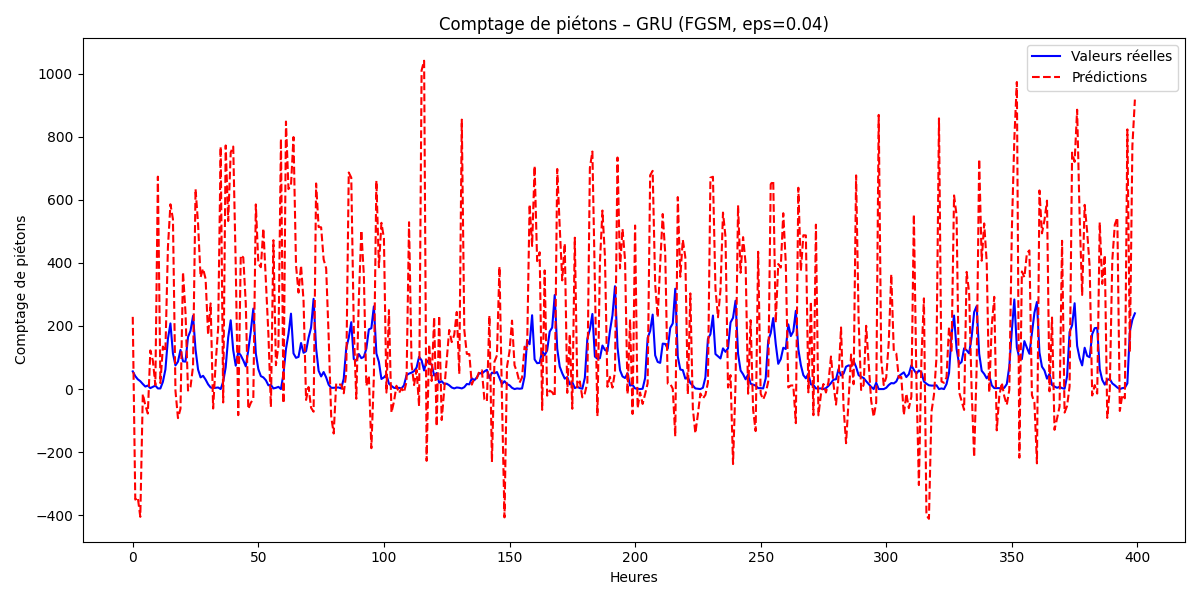 Comptage de piétons – GRU (FGSM, eps=0.04)
Valeurs réelles
Prédictions
Comptage de piétons
1000
800
600
400
200
0
−200
−400
0 50 100 150 200 250 300 350 400
Heures